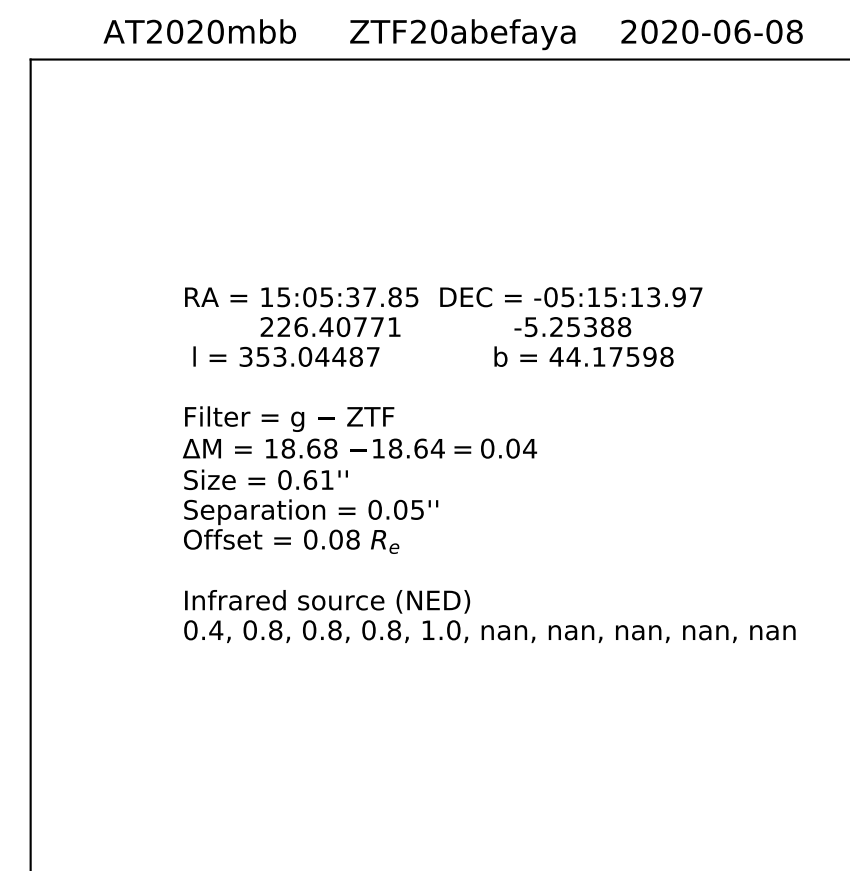 AT2020mbb ZTF20abefaya 2020-06-08
RA = 15:05:37.85 DEC = -05:15:13.97
226.40771 -5.25388
l = 353.04487 b = 44.17598
Filter = g − ZTF
ΔM = 18.68 −18.64 = 0.04
Size = 0.61''
Separation = 0.05''
Offset = 0.08 Rₑ
Infrared source (NED)
0.4, 0.8, 0.8, 0.8, 1.0, nan, nan, nan, nan, nan